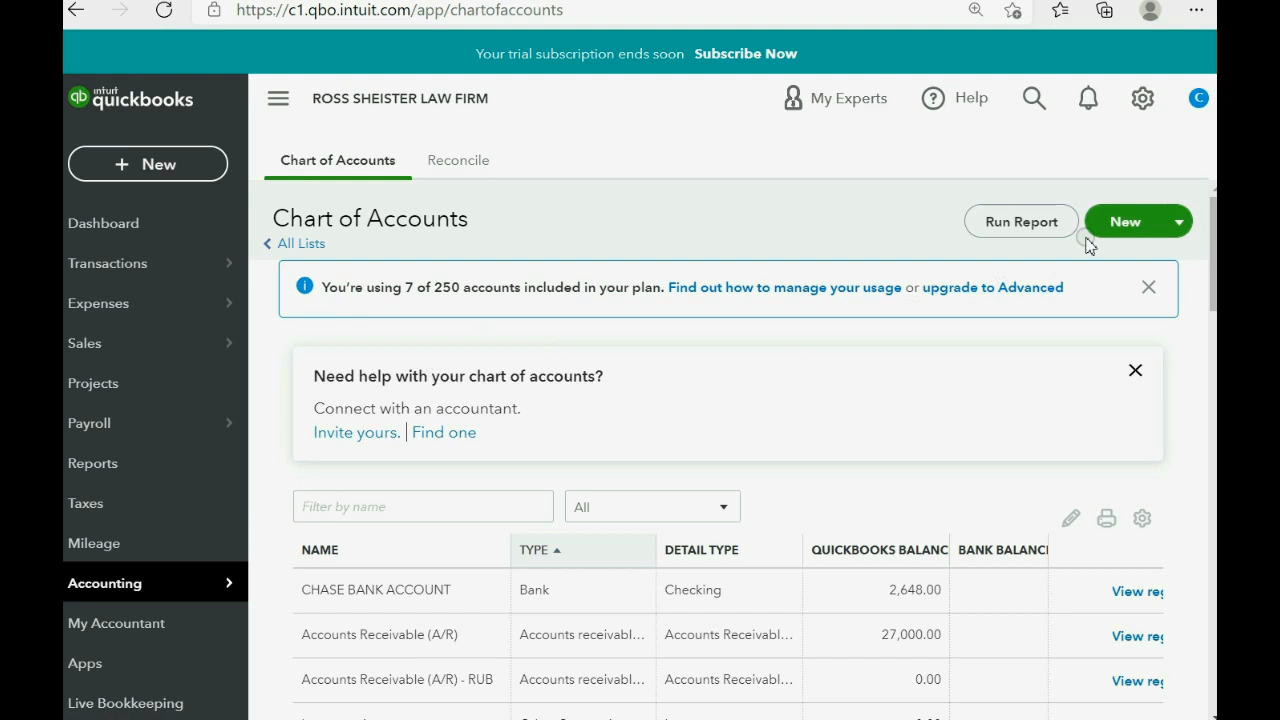 https://c1.qbo.intuit.com/app/chartofaccounts
Your trial subscription ends soon Subscribe Now
qb intuit quickbooks
ROSS SHEISTER LAW FIRM
My Experts
Help
C
+ New
Chart of Accounts
Reconcile
Dashboard
Transactions
Expenses
Sales
Projects
Payroll
Reports
Taxes
Mileage
Accounting
My Accountant
Apps
Live Bookkeeping
Chart of Accounts
All Lists
Run Report
New
You're using 7 of 250 accounts included in your plan. Find out how to manage your usage or upgrade to Advanced
Need help with your chart of accounts?
Connect with an accountant.
Invite yours. | Find one
Filter by name
All
NAME TYPE DETAIL TYPE QUICKBOOKS BALANC BANK BALANCI
CHASE BANK ACCOUNT Bank Checking 2,648.00 View reg
Accounts Receivable (A/R) Accounts receivabl... Accounts Receivabl... 27,000.00 View reg
Accounts Receivable (A/R) - RUB Accounts receivabl... Accounts Receivabl... 0.00 View reg